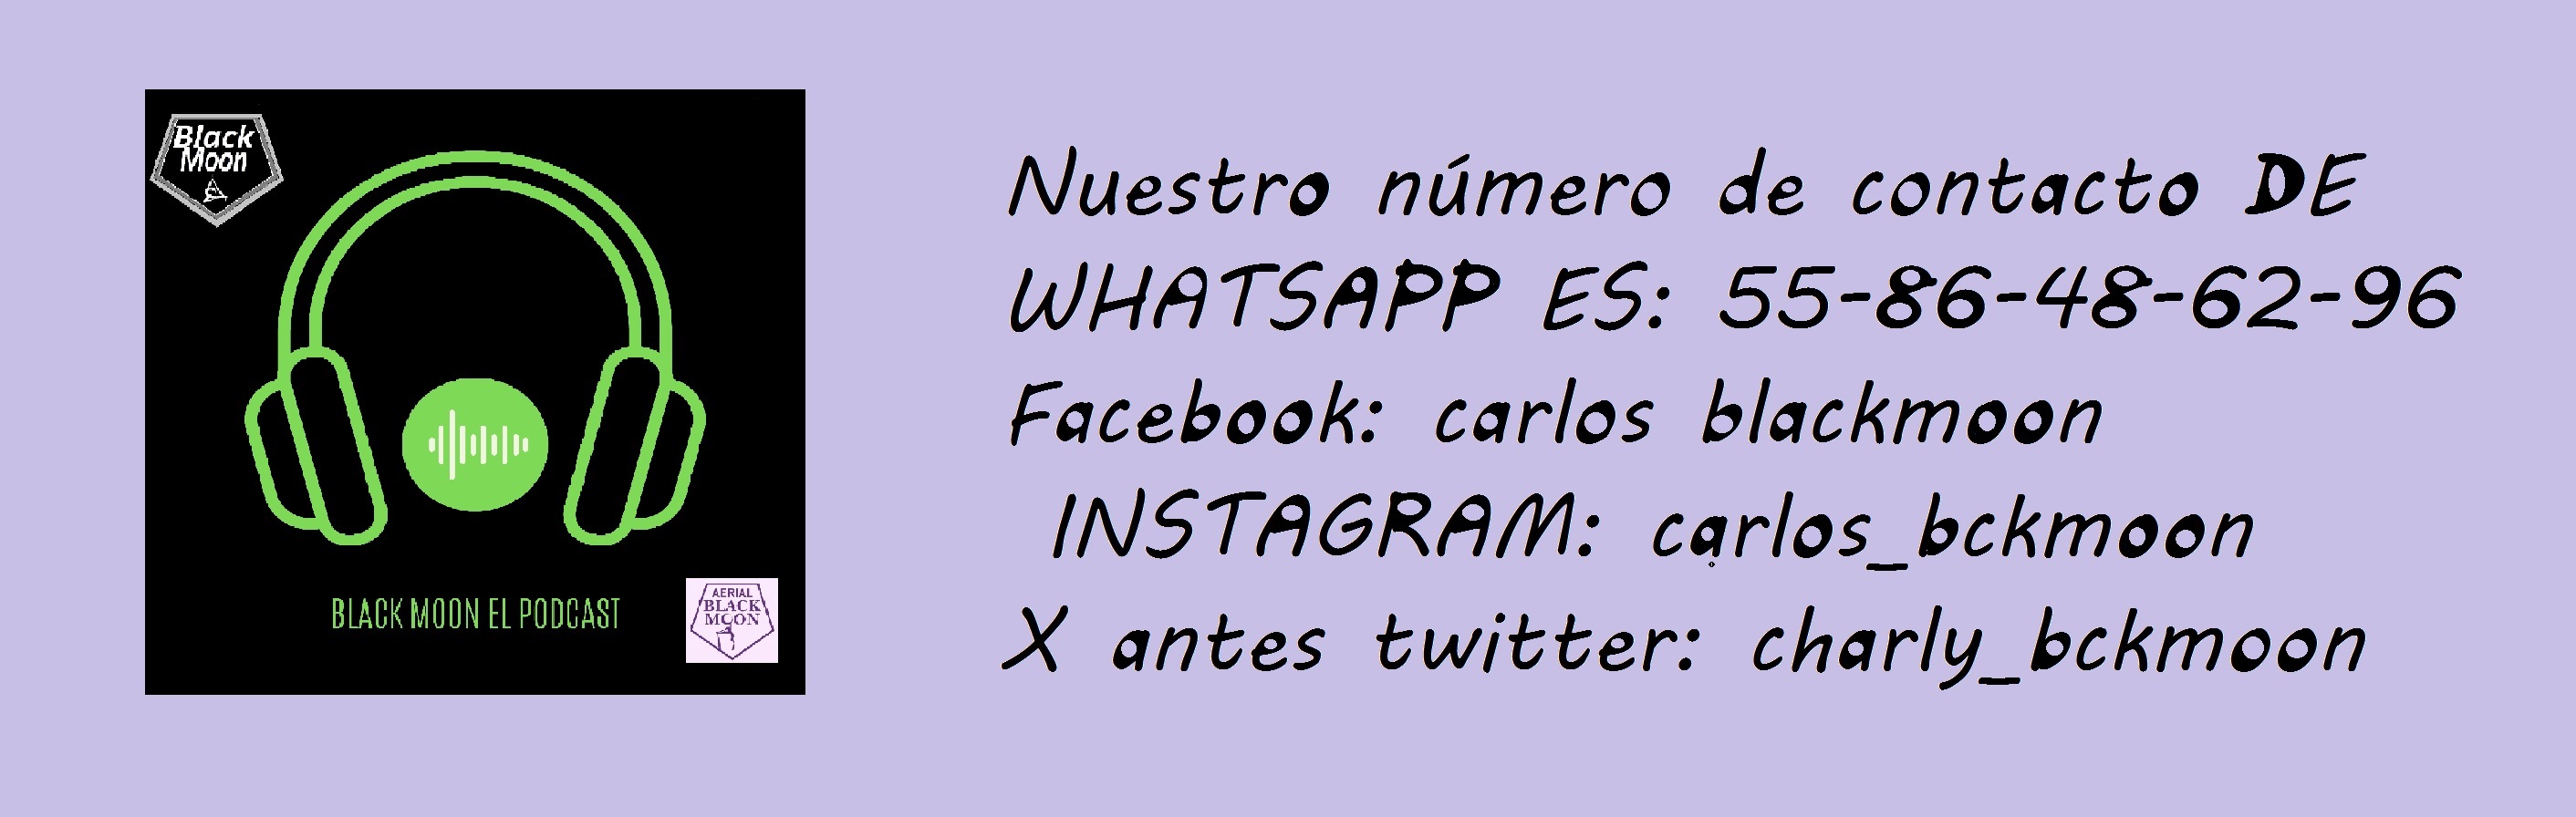 Black
Moon
BLACK MOON EL PODCAST
AERIAL
BLACK
MOON
Nuestro número de contacto DE
WHATSAPP ES: 55-86-48-62-96
Facebook: carlos blackmoon
INSTAGRAM: carlos_bckmoon
X antes twitter: charly_bckmoon